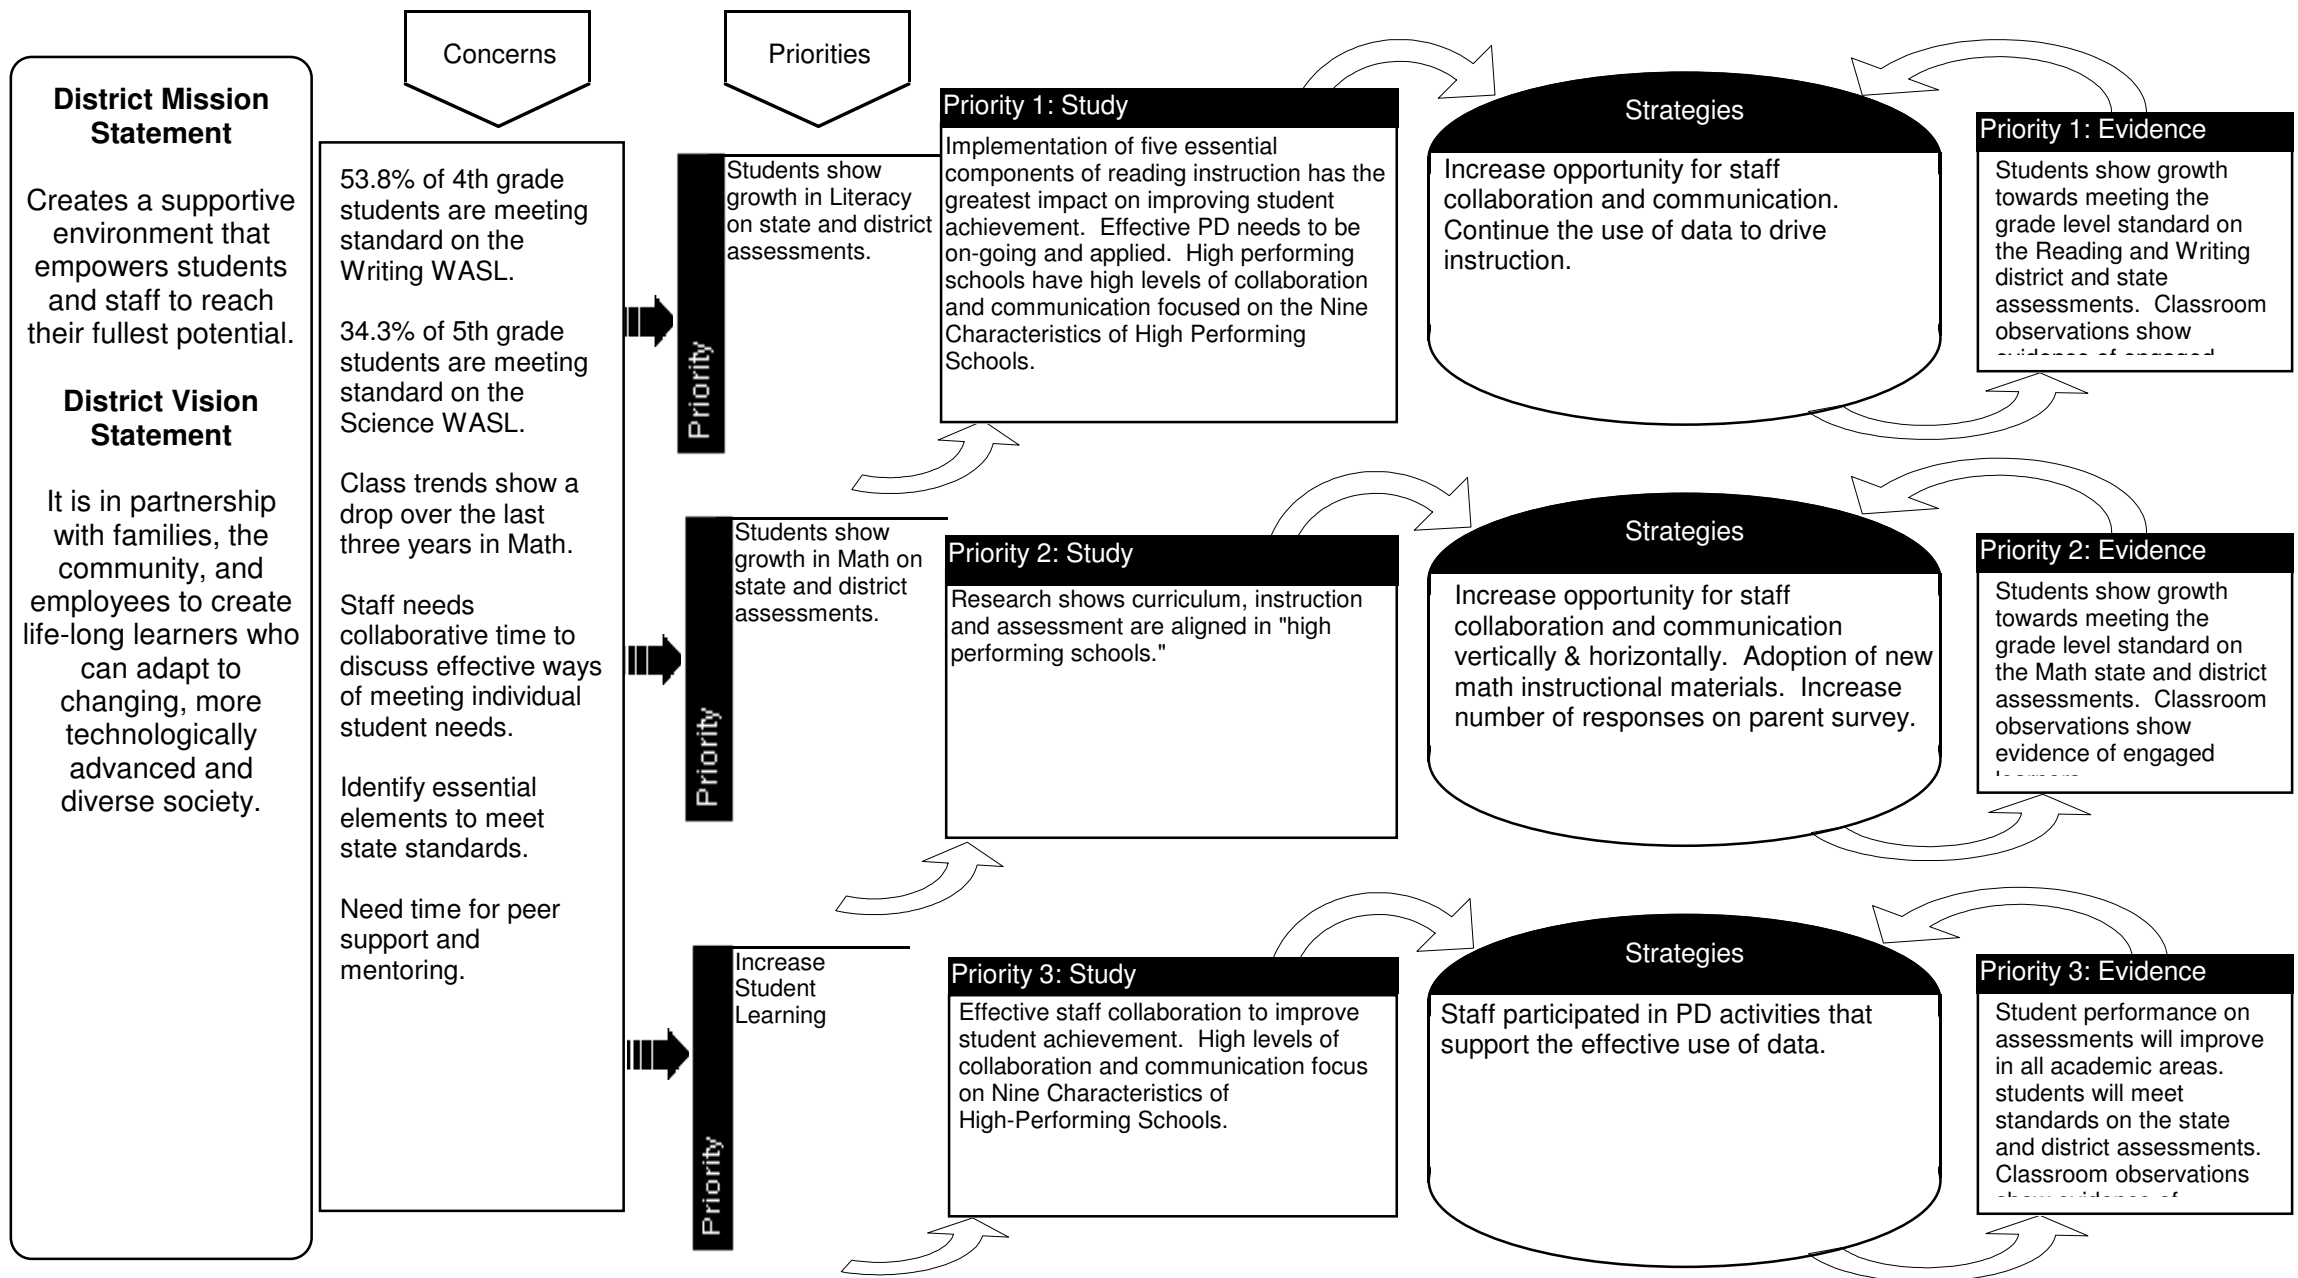 District Mission
Statement
Creates a supportive
environment that
empowers students
and staff to reach
their fullest potential.
District Vision
Statement
It is in partnership
with families, the
community, and
employees to create
life-long learners who
can adapt to
changing, more
technologically
advanced and
diverse society.
Concerns
53.8% of 4th grade
students are meeting
standard on the
Writing WASL.
34.3% of 5th grade
students are meeting
standard on the
Science WASL.
Class trends show a
drop over the last
three years in Math.
Staff needs
collaborative time to
discuss effective ways
of meeting individual
student needs.
Identify essential
elements to meet
state standards.
Need time for peer
support and
mentoring.
Priorities
Priority
Students show
growth in Literacy
on state and district
assessments.
Priority 1: Study
Implementation of five essential
components of reading instruction has the
greatest impact on improving student
achievement.  Effective PD needs to be
on-going and applied.  High performing
schools have high levels of collaboration
and communication focused on the Nine
Characteristics of High Performing
Schools.
Strategies
Increase opportunity for staff
collaboration and communication.
Continue the use of data to drive
instruction.
Priority 1: Evidence
Students show growth
towards meeting the
grade level standard on
the Reading and Writing
district and state
assessments.  Classroom
observations show
evidence of engaged
Priority
Students show
growth in Math on
state and district
assessments.
Priority 2: Study
Research shows curriculum, instruction
and assessment are aligned in "high
performing schools."
Strategies
Increase opportunity for staff
collaboration and communication
vertically & horizontally.  Adoption of new
math instructional materials.  Increase
number of responses on parent survey.
Priority 2: Evidence
Students show growth
towards meeting the
grade level standard on
the Math state and district
assessments.  Classroom
observations show
evidence of engaged
Priority
Increase
Student
Learning
Priority 3: Study
Effective staff collaboration to improve
student achievement.  High levels of
collaboration and communication focus
on Nine Characteristics of
High-Performing Schools.
Strategies
Staff participated in PD activities that
support the effective use of data.
Priority 3: Evidence
Student performance on
assessments will improve
in all academic areas.
students will meet
standards on the state
and district assessments.
Classroom observations